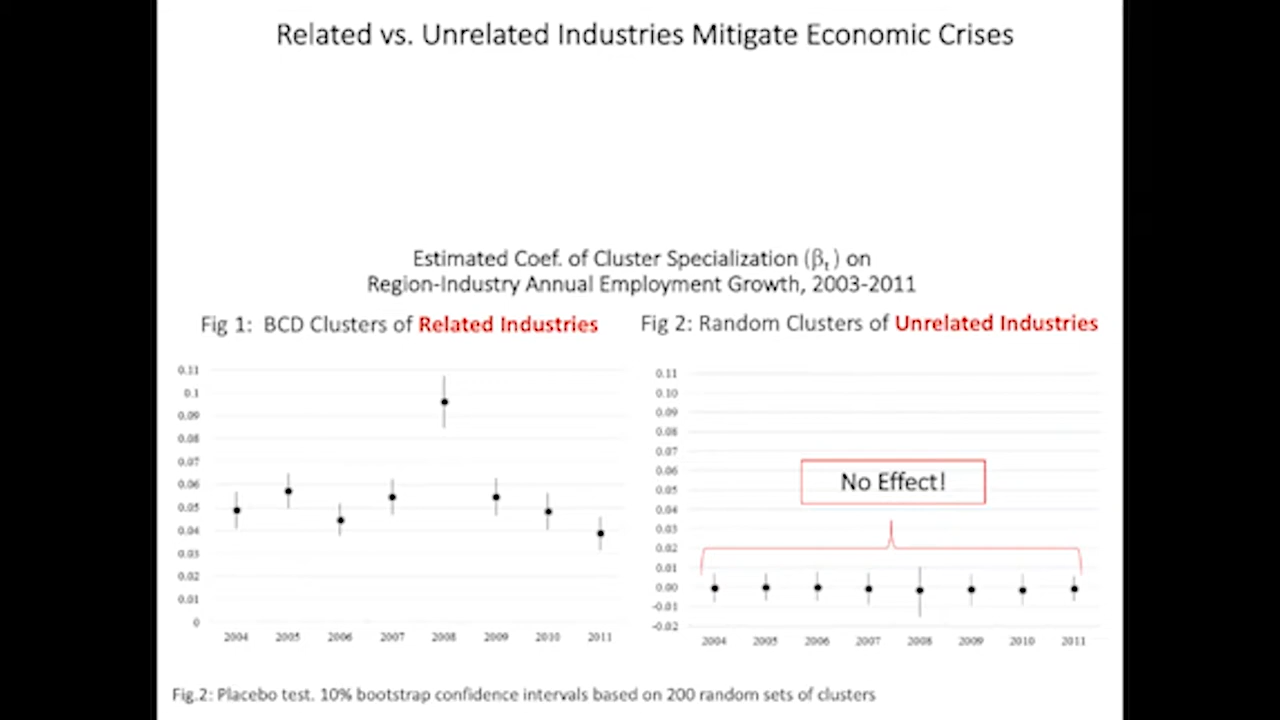 Related vs. Unrelated Industries Mitigate Economic Crises
Estimated Coef. of Cluster Specialization (βt) on
Region-Industry Annual Employment Growth, 2003-2011
Fig 1: BCD Clusters of Related Industries
Fig 2: Random Clusters of Unrelated Industries
0.11
0.1
0.09
0.08
0.07
0.06
0.05
0.04
0.03
0.02
0.01
0
2004 2005 2006 2007 2008 2009 2010 2011
0.11
0.10
0.09
0.08
0.07
0.06
0.05
0.04
0.03
0.02
0.01
0.00
-0.01
-0.02
No Effect!
2004 2005 2006 2007 2008 2009 2010 2011
Fig.2: Placebo test. 10% bootstrap confidence intervals based on 200 random sets of clusters